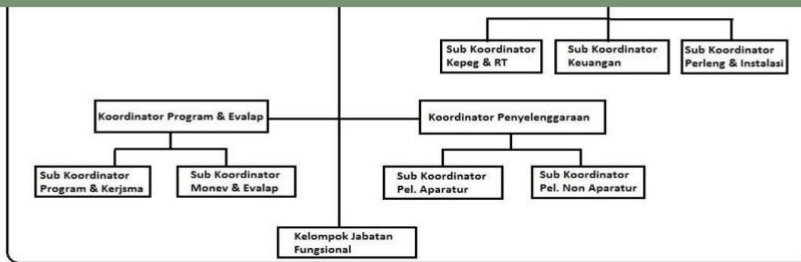 Sub Koordinator
Kepeg & RT
Sub Koordinator
Keuangan
Sub Koordinator
Perleng & Instalasi
Koordinator Program & Evalap
Koordinator Penyelenggaraan
Sub Koordinator
Program & Kerjsma
Sub Koordinator
Monev & Evalap
Sub Koordinator
Pel. Aparatur
Sub Koordinator
Pel. Non Aparatur
Kelompok Jabatan
Fungsional